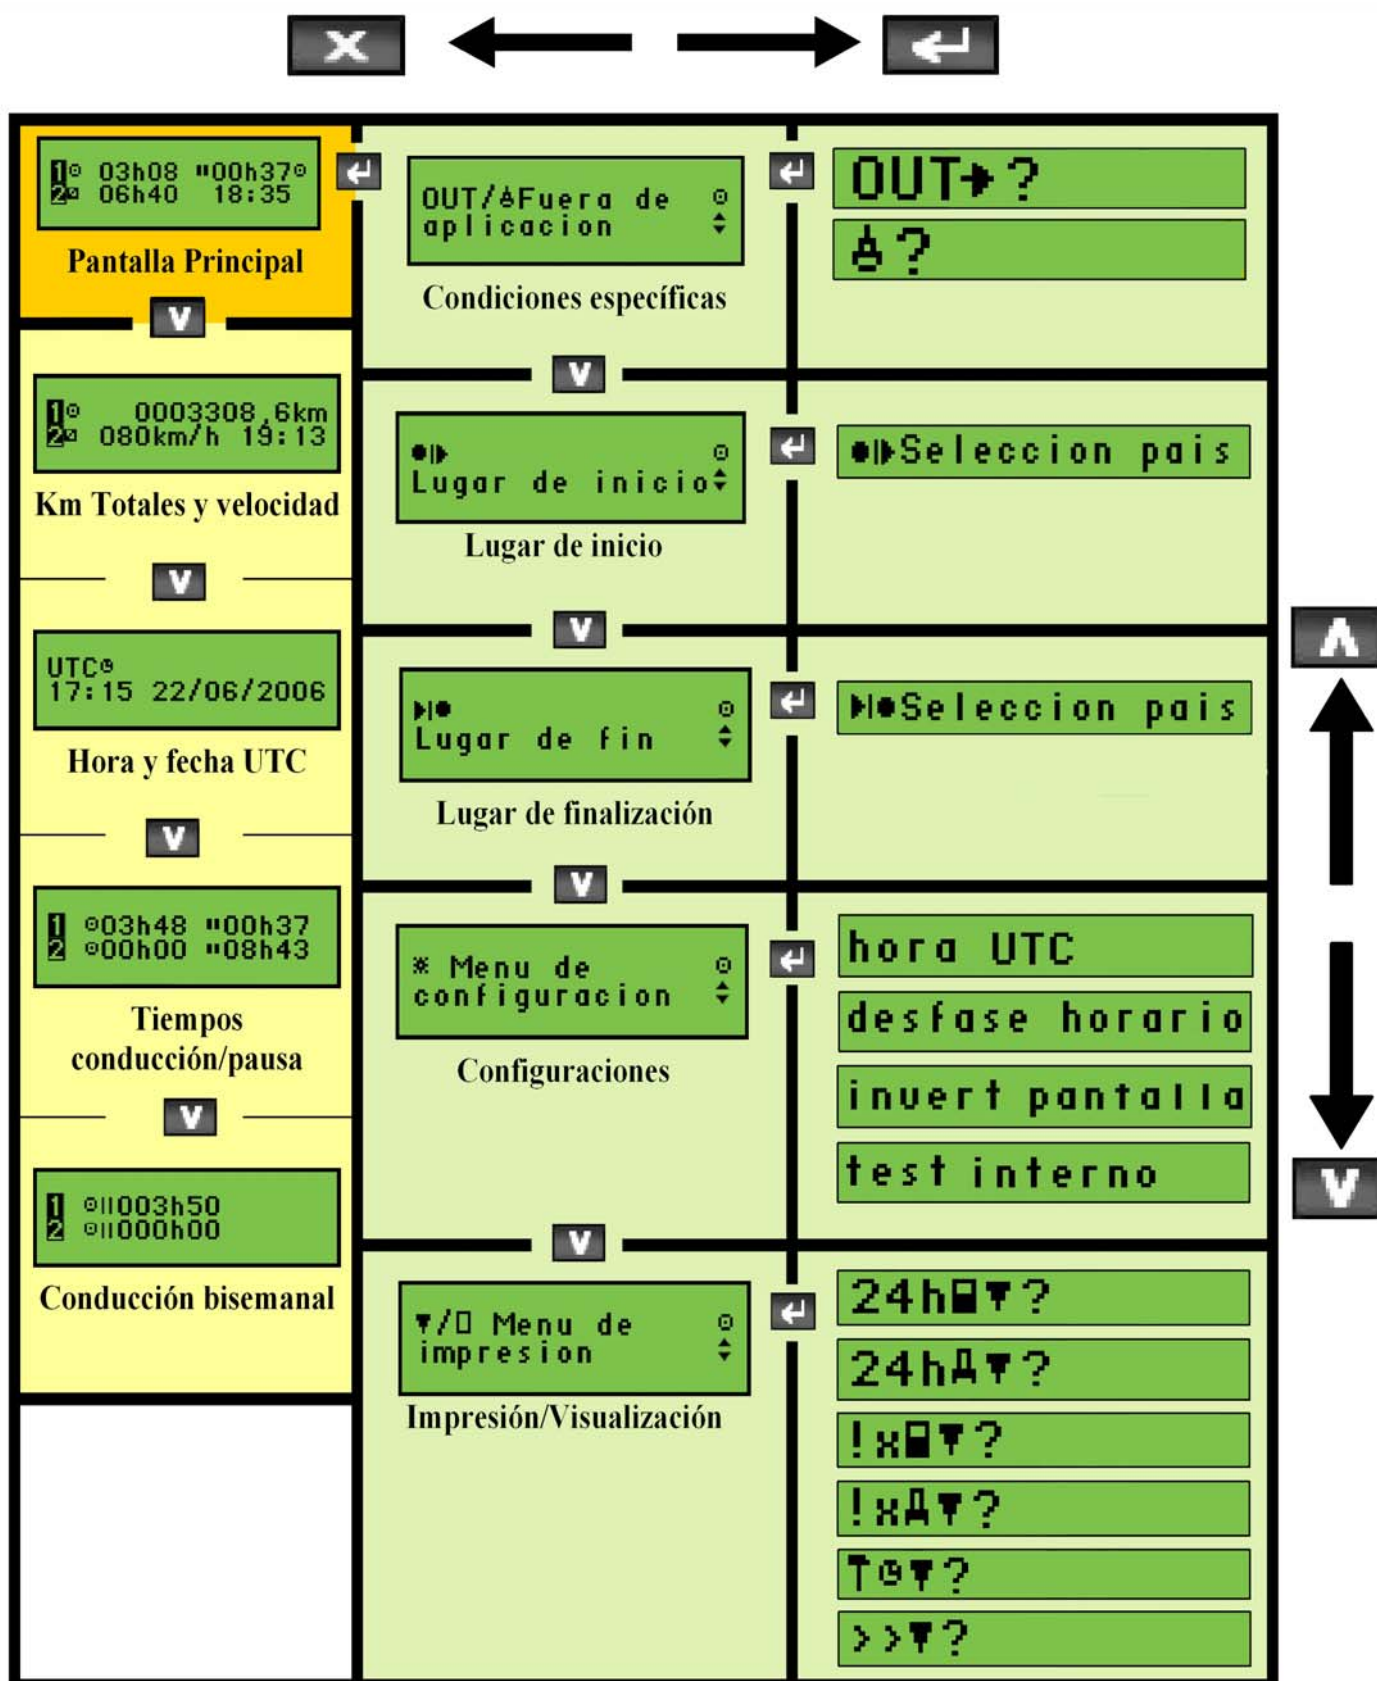 X
1 03h08 00h37
2 06h40 18:35
Pantalla Principal
V
1 0003308,6km
2 080km/h 19:13
Km Totales y velocidad
V
UTC
17:15 22/06/2006
Hora y fecha UTC
V
1 03h48 00h37
2 00h00 08h43
Tiempos
conducción/pausa
V
1 003h50
2 000h00
Conducción bisemanal
OUT/Fuera de
aplicacion
Condiciones específicas
V
Lugar de inicio
Lugar de inicio
V
Lugar de fin
Lugar de finalización
V
Menu de
configuracion
Configuraciones
V
▼/▯ Menu de
impresion
Impresión/Visualización
OUT→?
?
Seleccion pais
Seleccion pais
hora UTC
desfase horario
invert pantalla
test interno
24h▼?
24h▼?
!x▼?
!x▼?
▼?
>>▼?
Λ
V